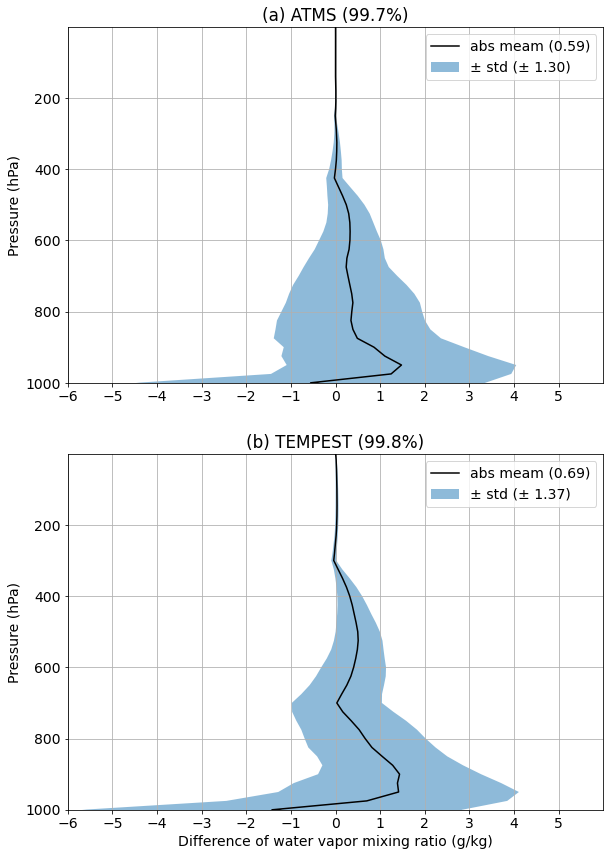 (a) ATMS (99.7%)
abs meam (0.59)
± std (± 1.30)
200
400
600
800
1000
Pressure (hPa)
−6 −5 −4 −3 −2 −1 0 1 2 3 4 5
(b) TEMPEST (99.8%)
abs meam (0.69)
± std (± 1.37)
200
400
600
800
1000
Pressure (hPa)
−6 −5 −4 −3 −2 −1 0 1 2 3 4 5
Difference of water vapor mixing ratio (g/kg)